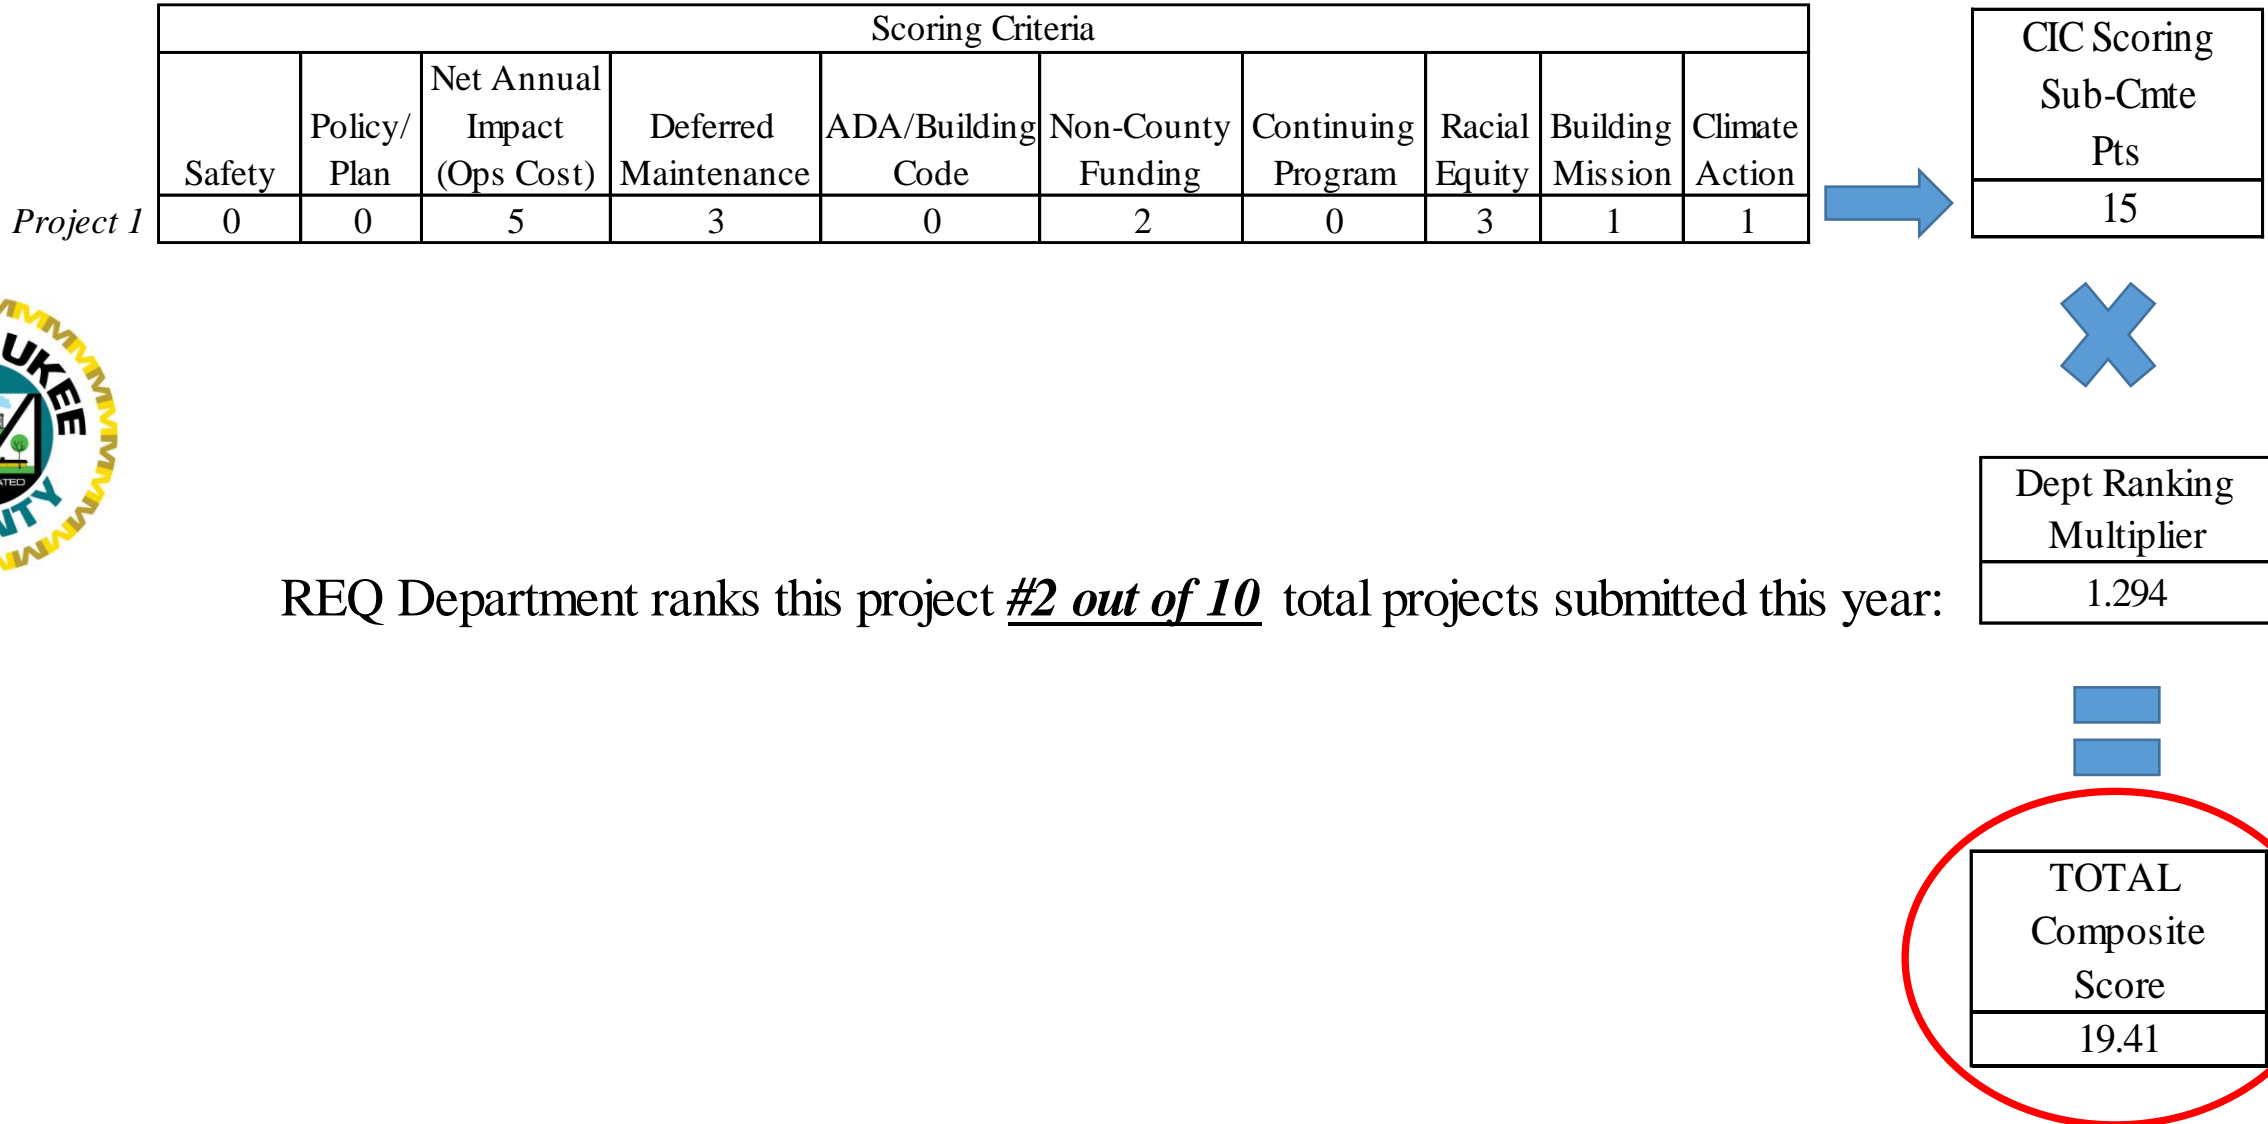 Scoring Criteria
Safety
Policy/
Plan
Net Annual
Impact
(Ops Cost)
Deferred
Maintenance
ADA/Building
Code
Non-County
Funding
Continuing
Program
Racial
Equity
Building
Mission
Climate
Action
Project 1 0 0 5 3 0 2 0 3 1 1
CIC Scoring
Sub-Cmte
Pts
15
UKEE
NTY
ATED
Dept Ranking
Multiplier
1.294
REQ Department ranks this project #2 out of 10 total projects submitted this year:
TOTAL
Composite
Score
19.41